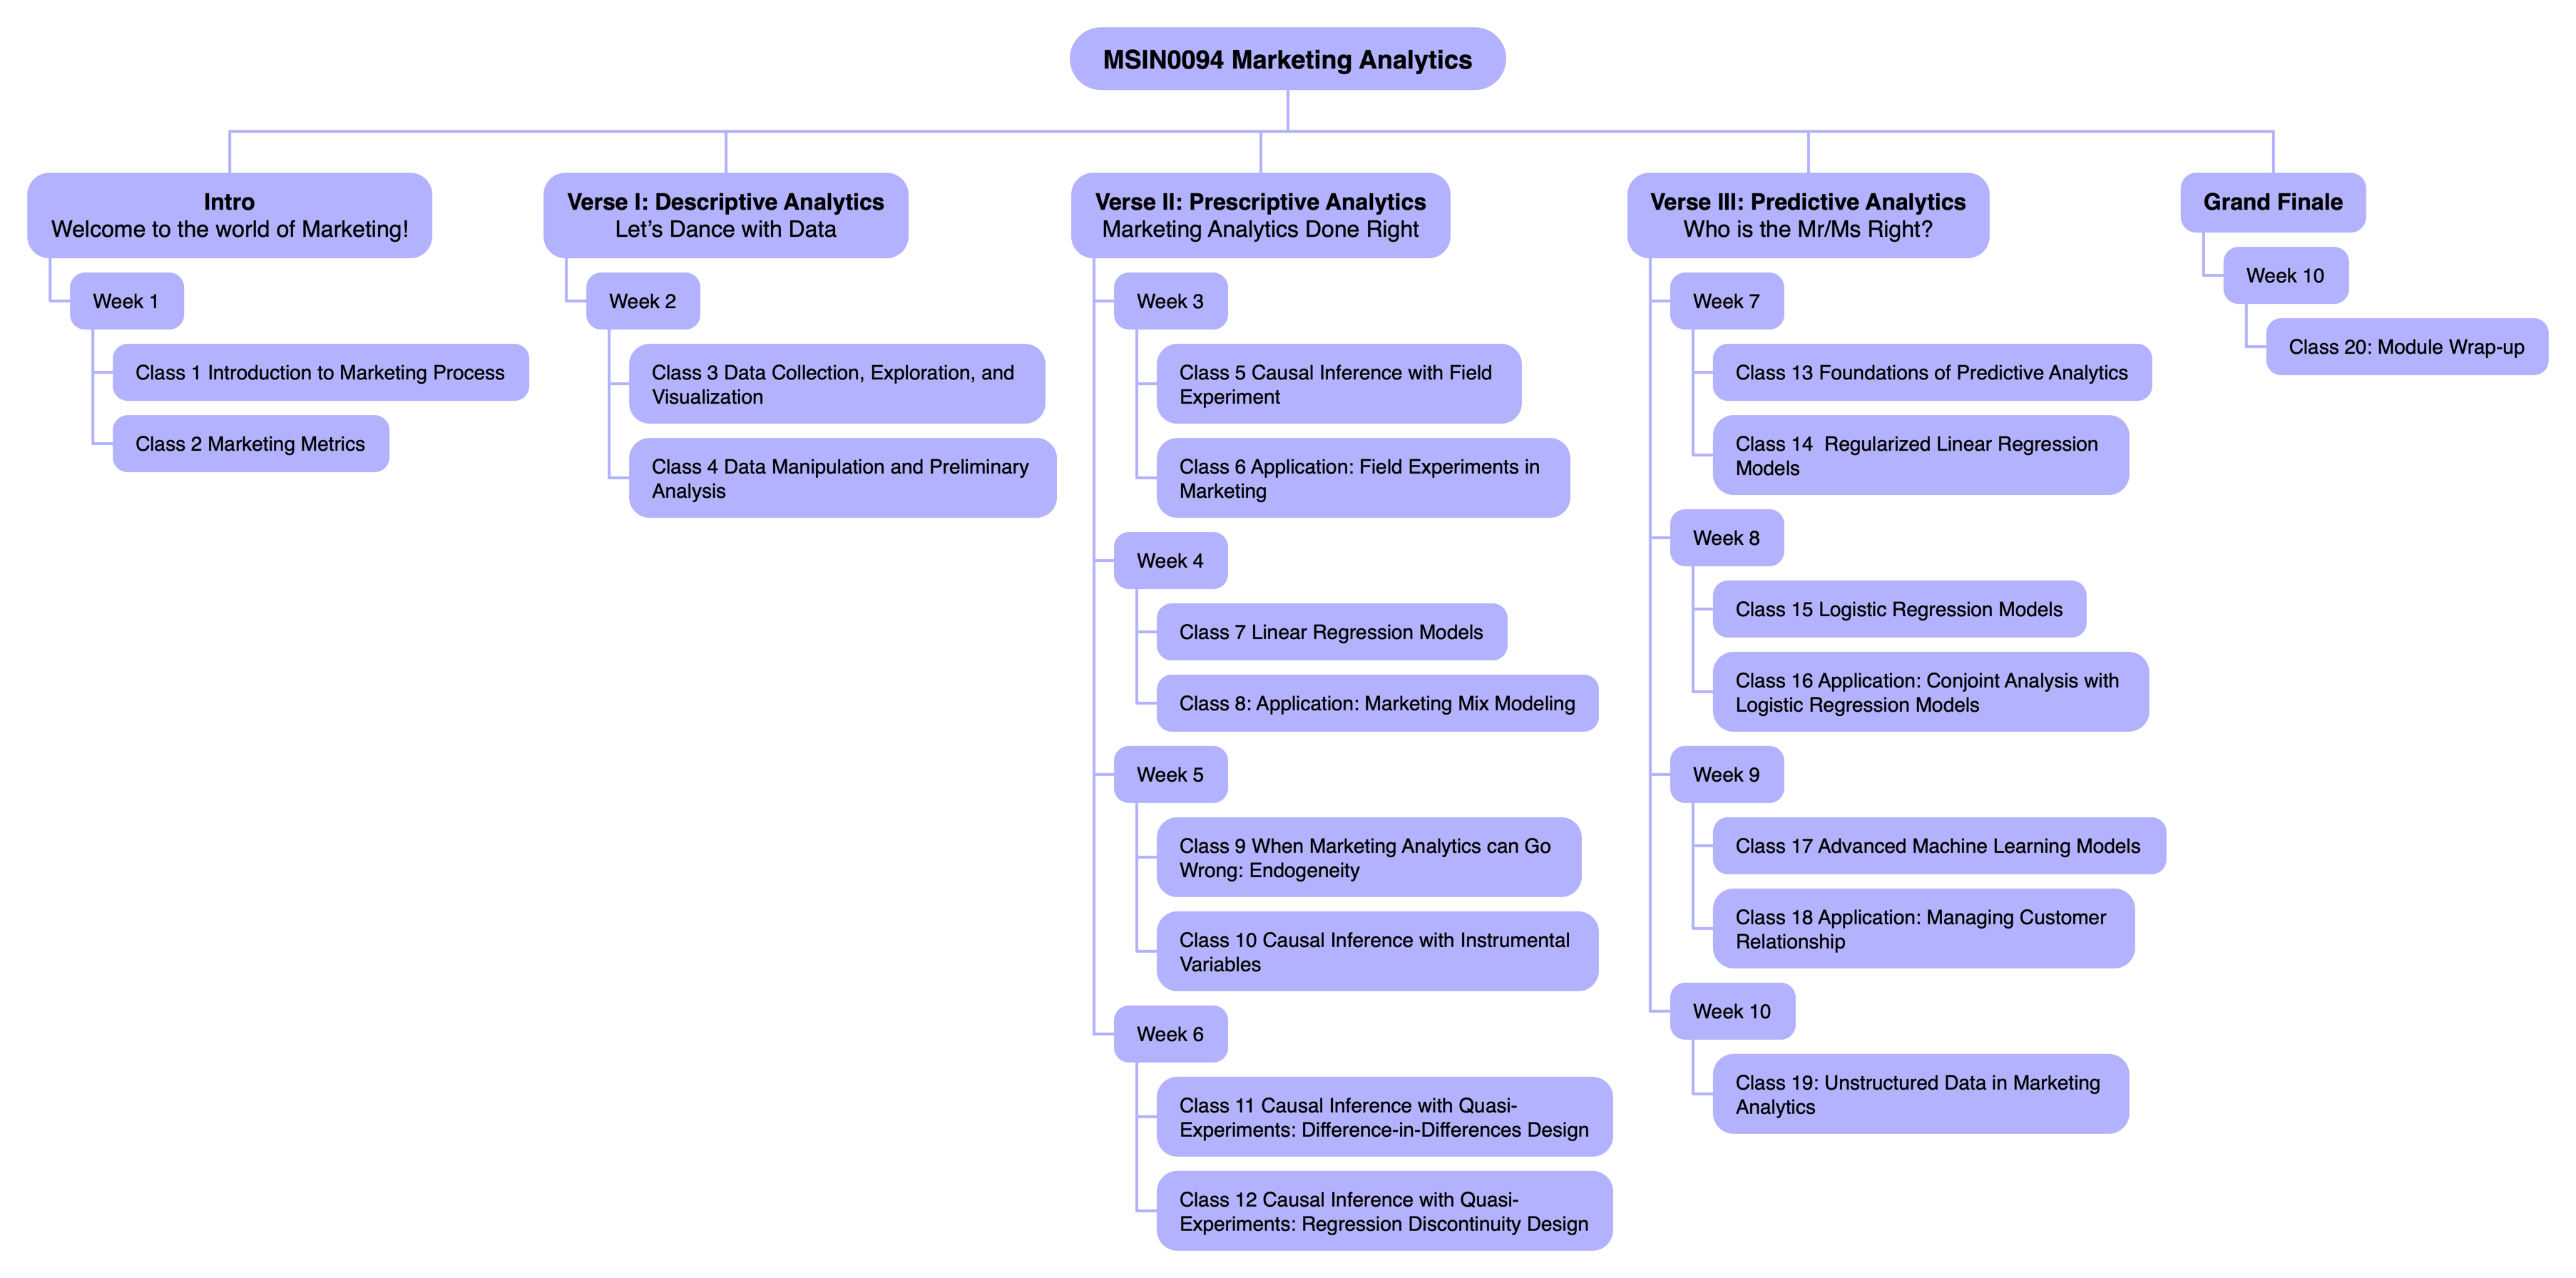 MSIN0094 Marketing Analytics
Intro
Welcome to the world of Marketing!
Week 1
Class 1 Introduction to Marketing Process
Class 2 Marketing Metrics
Verse I: Descriptive Analytics
Let’s Dance with Data
Week 2
Class 3 Data Collection, Exploration, and
Visualization
Class 4 Data Manipulation and Preliminary
Analysis
Verse II: Prescriptive Analytics
Marketing Analytics Done Right
Week 3
Class 5 Causal Inference with Field
Experiment
Class 6 Application: Field Experiments in
Marketing
Week 4
Class 7 Linear Regression Models
Class 8: Application: Marketing Mix Modeling
Week 5
Class 9 When Marketing Analytics can Go
Wrong: Endogeneity
Class 10 Causal Inference with Instrumental
Variables
Week 6
Class 11 Causal Inference with Quasi-
Experiments: Difference-in-Differences Design
Class 12 Causal Inference with Quasi-
Experiments: Regression Discontinuity Design
Verse III: Predictive Analytics
Who is the Mr/Ms Right?
Week 7
Class 13 Foundations of Predictive Analytics
Class 14  Regularized Linear Regression
Models
Week 8
Class 15 Logistic Regression Models
Class 16 Application: Conjoint Analysis with
Logistic Regression Models
Week 9
Class 17 Advanced Machine Learning Models
Class 18 Application: Managing Customer
Relationship
Week 10
Class 19: Unstructured Data in Marketing
Analytics
Grand Finale
Week 10
Class 20: Module Wrap-up